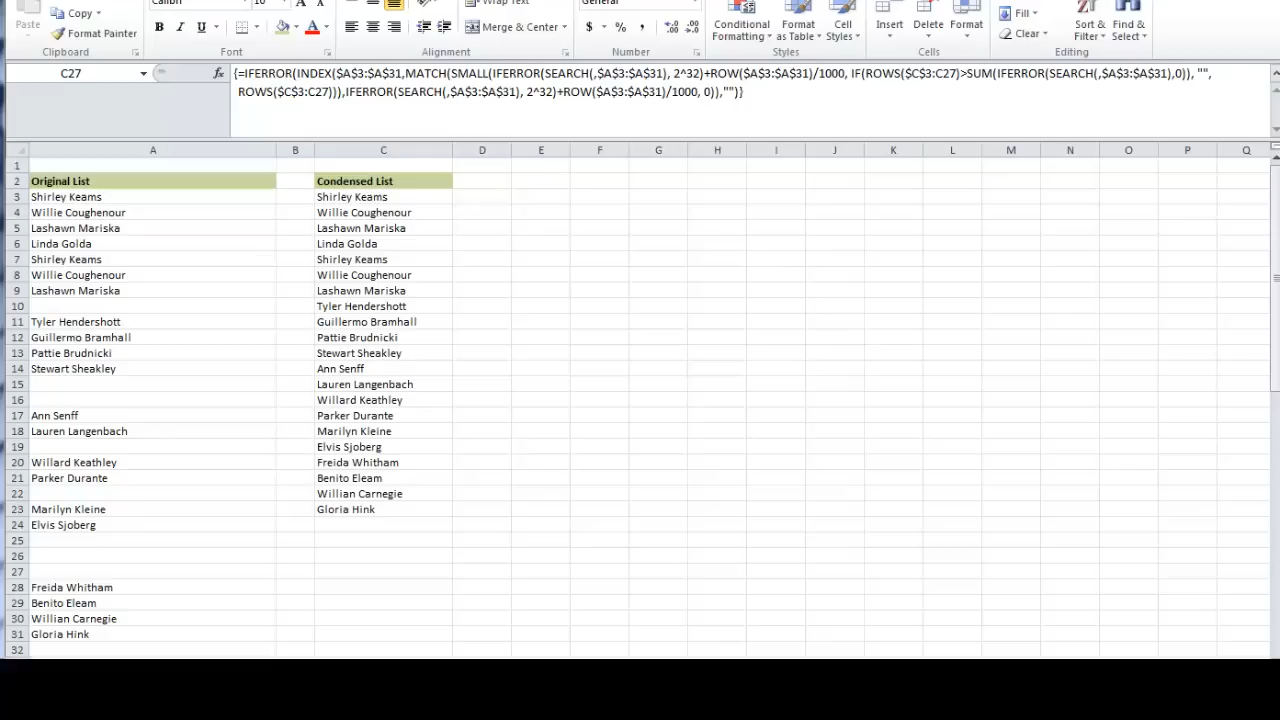 Calibri 10 A A Wrap Text General
Paste Copy
Format Painter
B I U A Merge & Center $ % , .00 .0
Conditional Formatting Format as Table Cell Styles
Insert Delete Format
Fill
Clear
Sort & Filter Find & Select
Clipboard Font Alignment Number Styles Cells Editing
C27 fx {=IFERROR(INDEX($A$3:$A$31,MATCH(SMALL(IFERROR(SEARCH(,$A$3:$A$31), 2^32)+ROW($A$3:$A$31)/1000, IF(ROWS($C$3:C27)>SUM(IFERROR(SEARCH(,$A$3:$A$31),0)), "",
ROWS($C$3:C27))),IFERROR(SEARCH(,$A$3:$A$31), 2^32)+ROW($A$3:$A$31)/1000, 0)),"")}
A B C D E F G H I J K L M N O P Q
1
2 Original List Condensed List
3 Shirley Keams Shirley Keams
4 Willie Coughenour Willie Coughenour
5 Lashawn Mariska Lashawn Mariska
6 Linda Golda Linda Golda
7 Shirley Keams Shirley Keams
8 Willie Coughenour Willie Coughenour
9 Lashawn Mariska Lashawn Mariska
10 Tyler Hendershott
11 Tyler Hendershott Guillermo Bramhall
12 Guillermo Bramhall Pattie Brudnicki
13 Pattie Brudnicki Stewart Sheakley
14 Stewart Sheakley Ann Senff
15 Lauren Langenbach
16 Willard Keathley
17 Ann Senff Parker Durante
18 Lauren Langenbach Marilyn Kleine
19 Elvis Sjoberg
20 Willard Keathley Freida Whitham
21 Parker Durante Benito Eleam
22 Willian Carnegie
23 Marilyn Kleine Gloria Hink
24 Elvis Sjoberg
25
26
27
28 Freida Whitham
29 Benito Eleam
30 Willian Carnegie
31 Gloria Hink
32